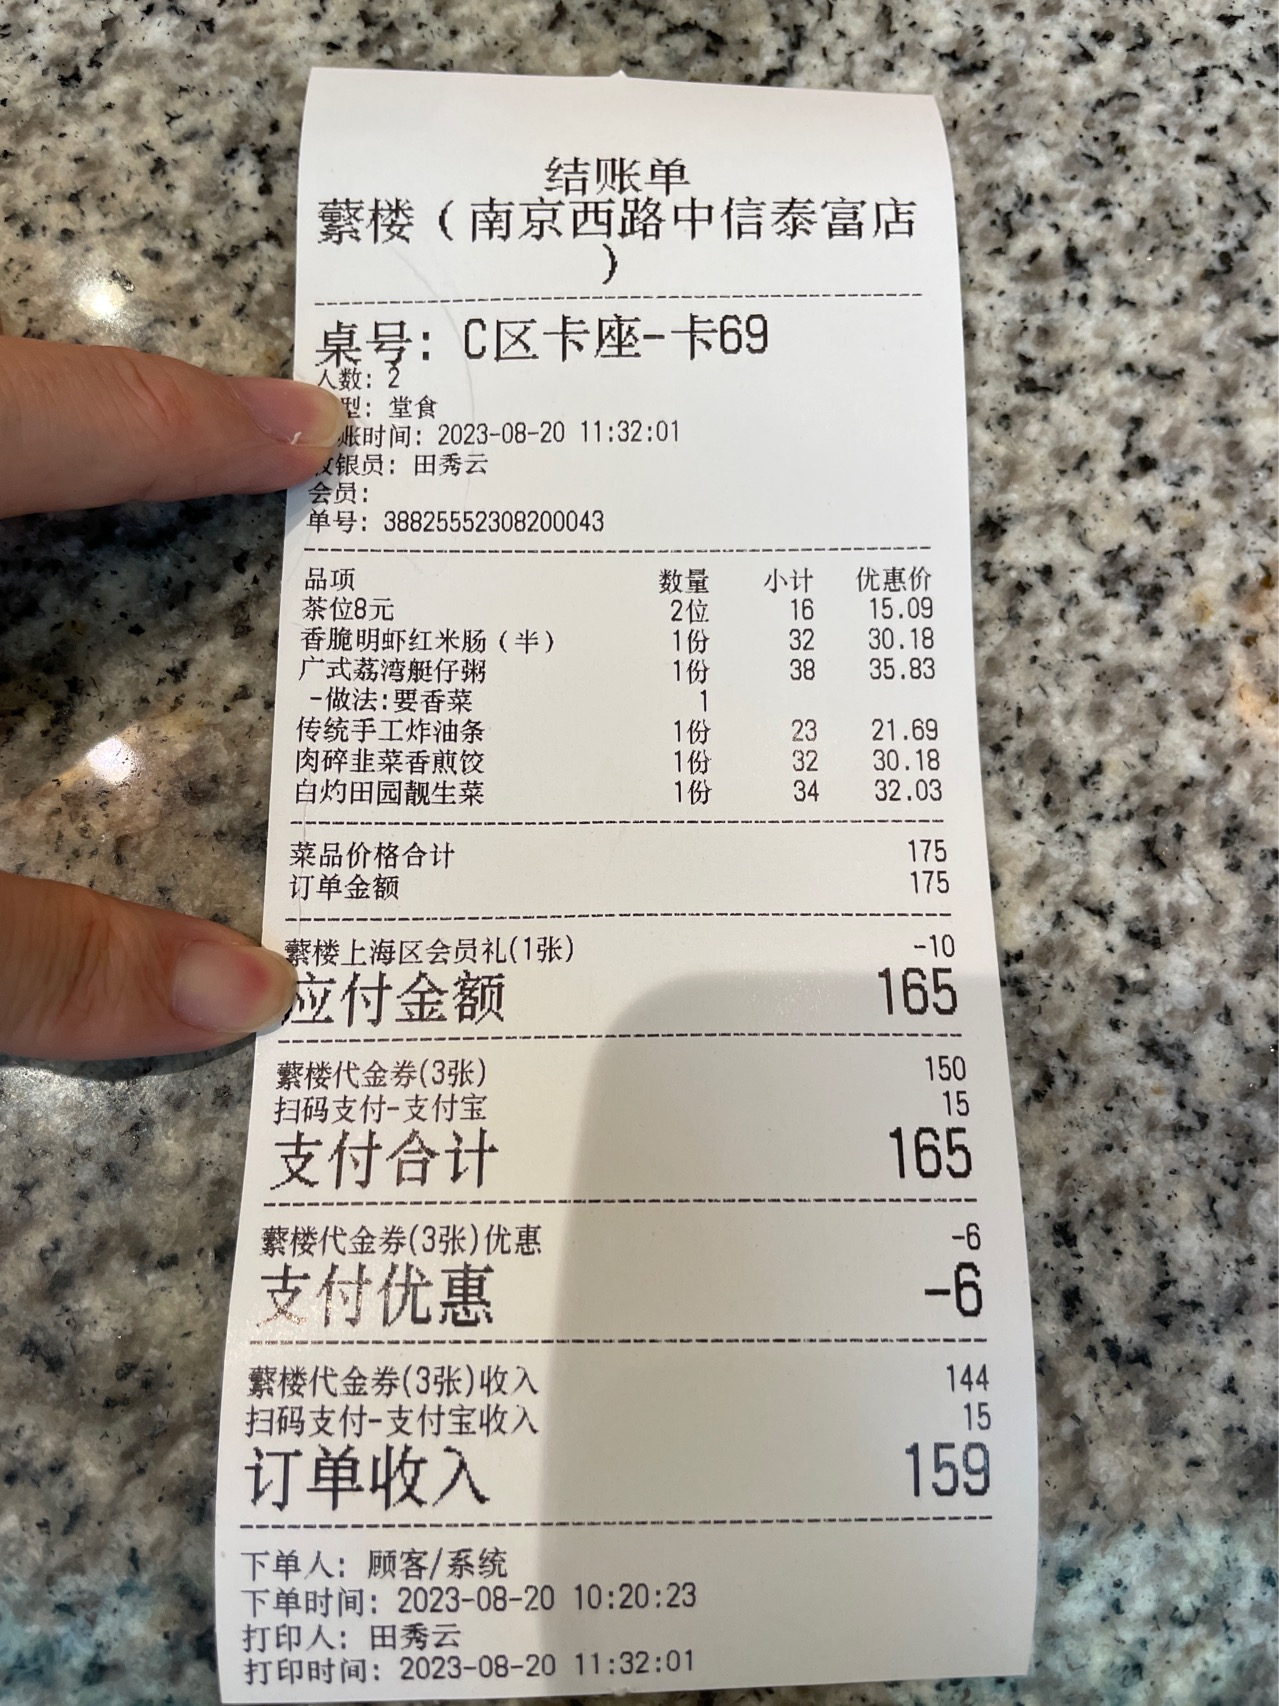 结账单
蘩楼（南京西路中信泰富店
）
桌号：C区卡座-卡69
人数：2
型：堂食
账时间：2023-08-20 11:32:01
收银员：田秀云
会员：
单号：38825552308200043
品项 数量 小计 优惠价
茶位8元 2位 16 15.09
香脆明虾红米肠（半） 1份 32 30.18
广式荔湾艇仔粥 1份 38 35.83
-做法:要香菜 1
传统手工炸油条 1份 23 21.69
肉碎韭菜香煎饺 1份 32 30.18
白灼田园靓生菜 1份 34 32.03
菜品价格合计 175
订单金额 175
蘩楼上海区会员礼(1张) -10
应付金额 165
蘩楼代金券(3张) 150
扫码支付-支付宝 15
支付合计 165
蘩楼代金券(3张)优惠 -6
支付优惠 -6
蘩楼代金券(3张)收入 144
扫码支付-支付宝收入 15
订单收入 159
下单人：顾客/系统
下单时间：2023-08-20 10:20:23
打印人：田秀云
打印时间：2023-08-20 11:32:01